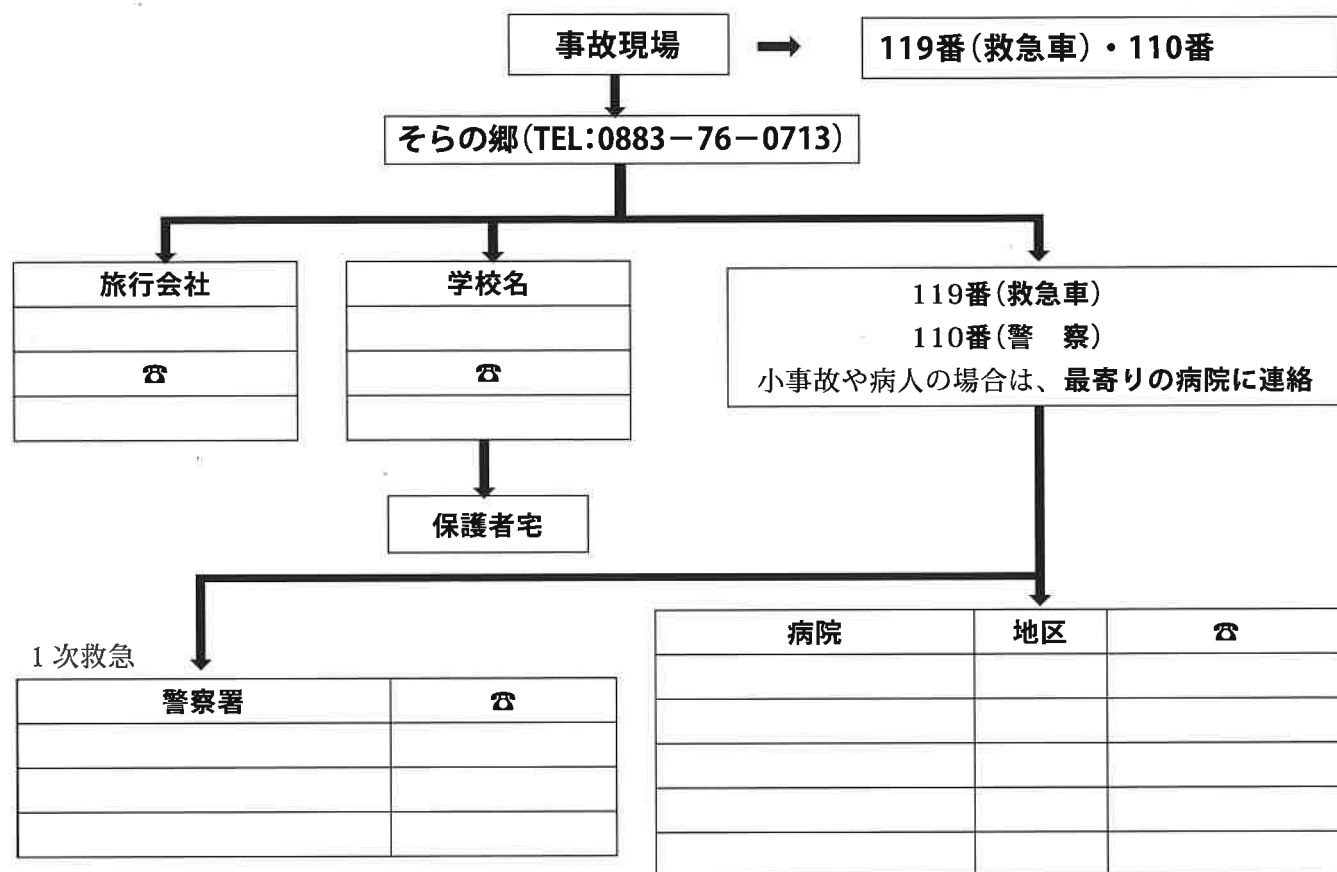 事故現場
119番(救急車)・110番
そらの郷(TEL:0883－76－0713)
旅行会社
☎
学校名
☎
119番(救急車)
110番(警　察)
小事故や病人の場合は、最寄りの病院に連絡
保護者宅
1次救急
警察署 ☎
病院 地区 ☎